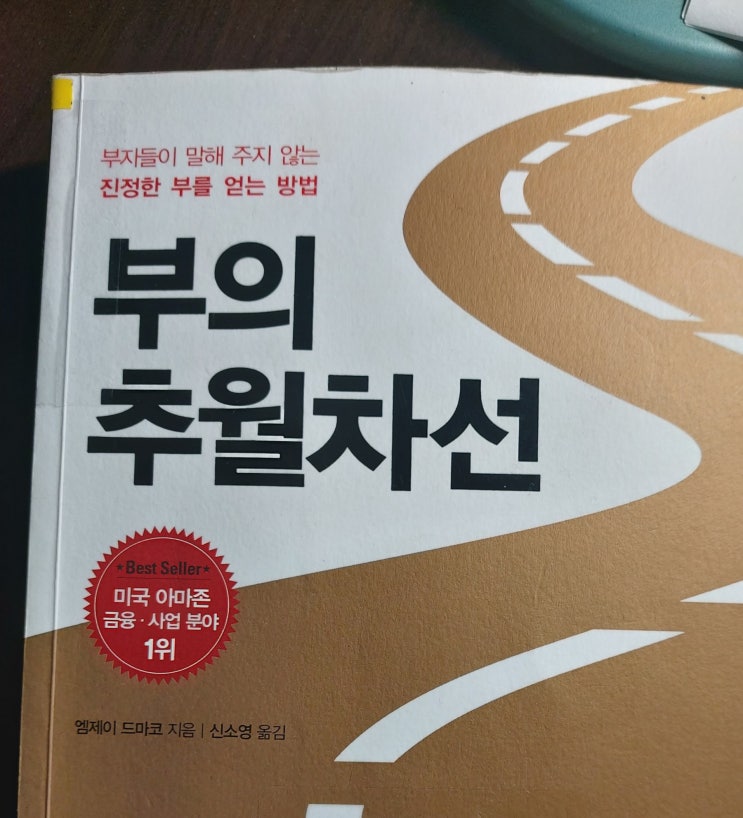 부자들이 말해 주지 않는
진정한 부를 얻는 방법
부의
추월차선
★Best Seller★
미국 아마존
금융·사업 분야
1위
엠제이 드마코 지음 | 신소영 옮김